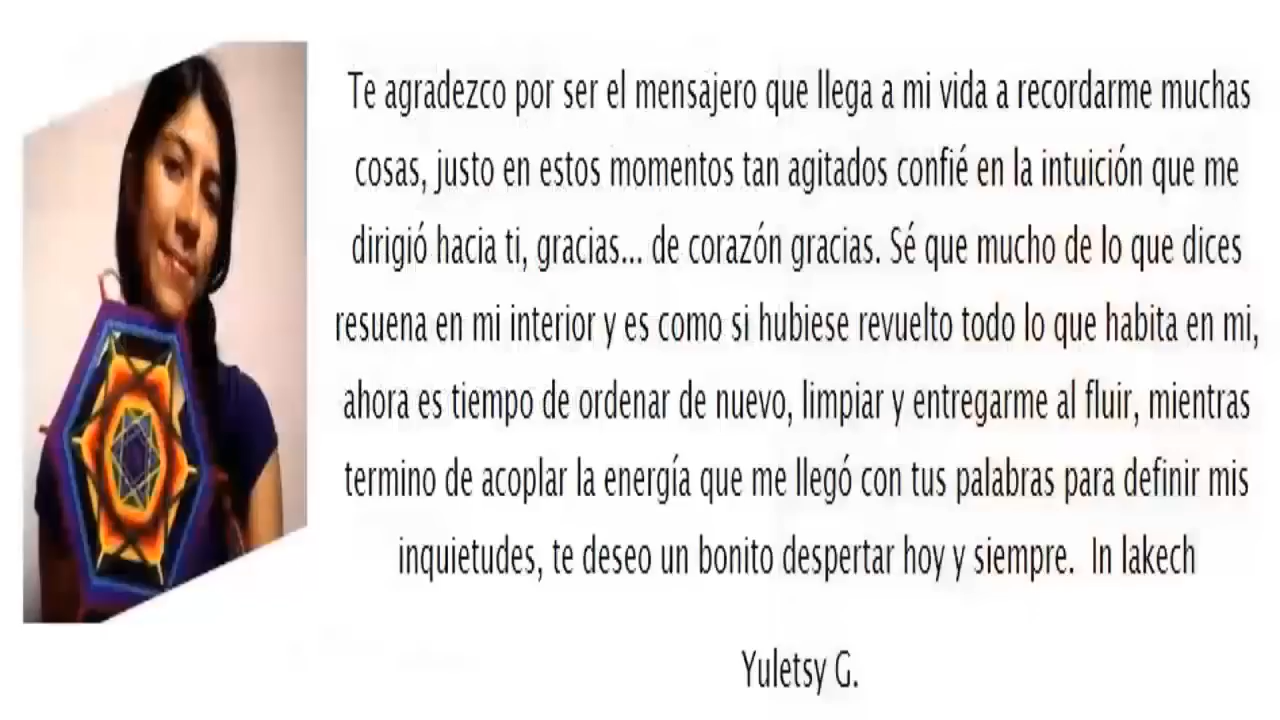 Te agradezco por ser el mensajero que llega a mi vida a recordarme muchas
cosas, justo en estos momentos tan agitados confié en la intuición que me
dirigió hacia ti, gracias... de corazón gracias. Sé que mucho de lo que dices
resuena en mi interior y es como si hubiese revuelto todo lo que habita en mi,
ahora es tiempo de ordenar de nuevo, limpiar y entregarme al fluir, mientras
termino de acoplar la energía que me llegó con tus palabras para definir mis
inquietudes, te deseo un bonito despertar hoy y siempre. In lakech
Yuletsy G.